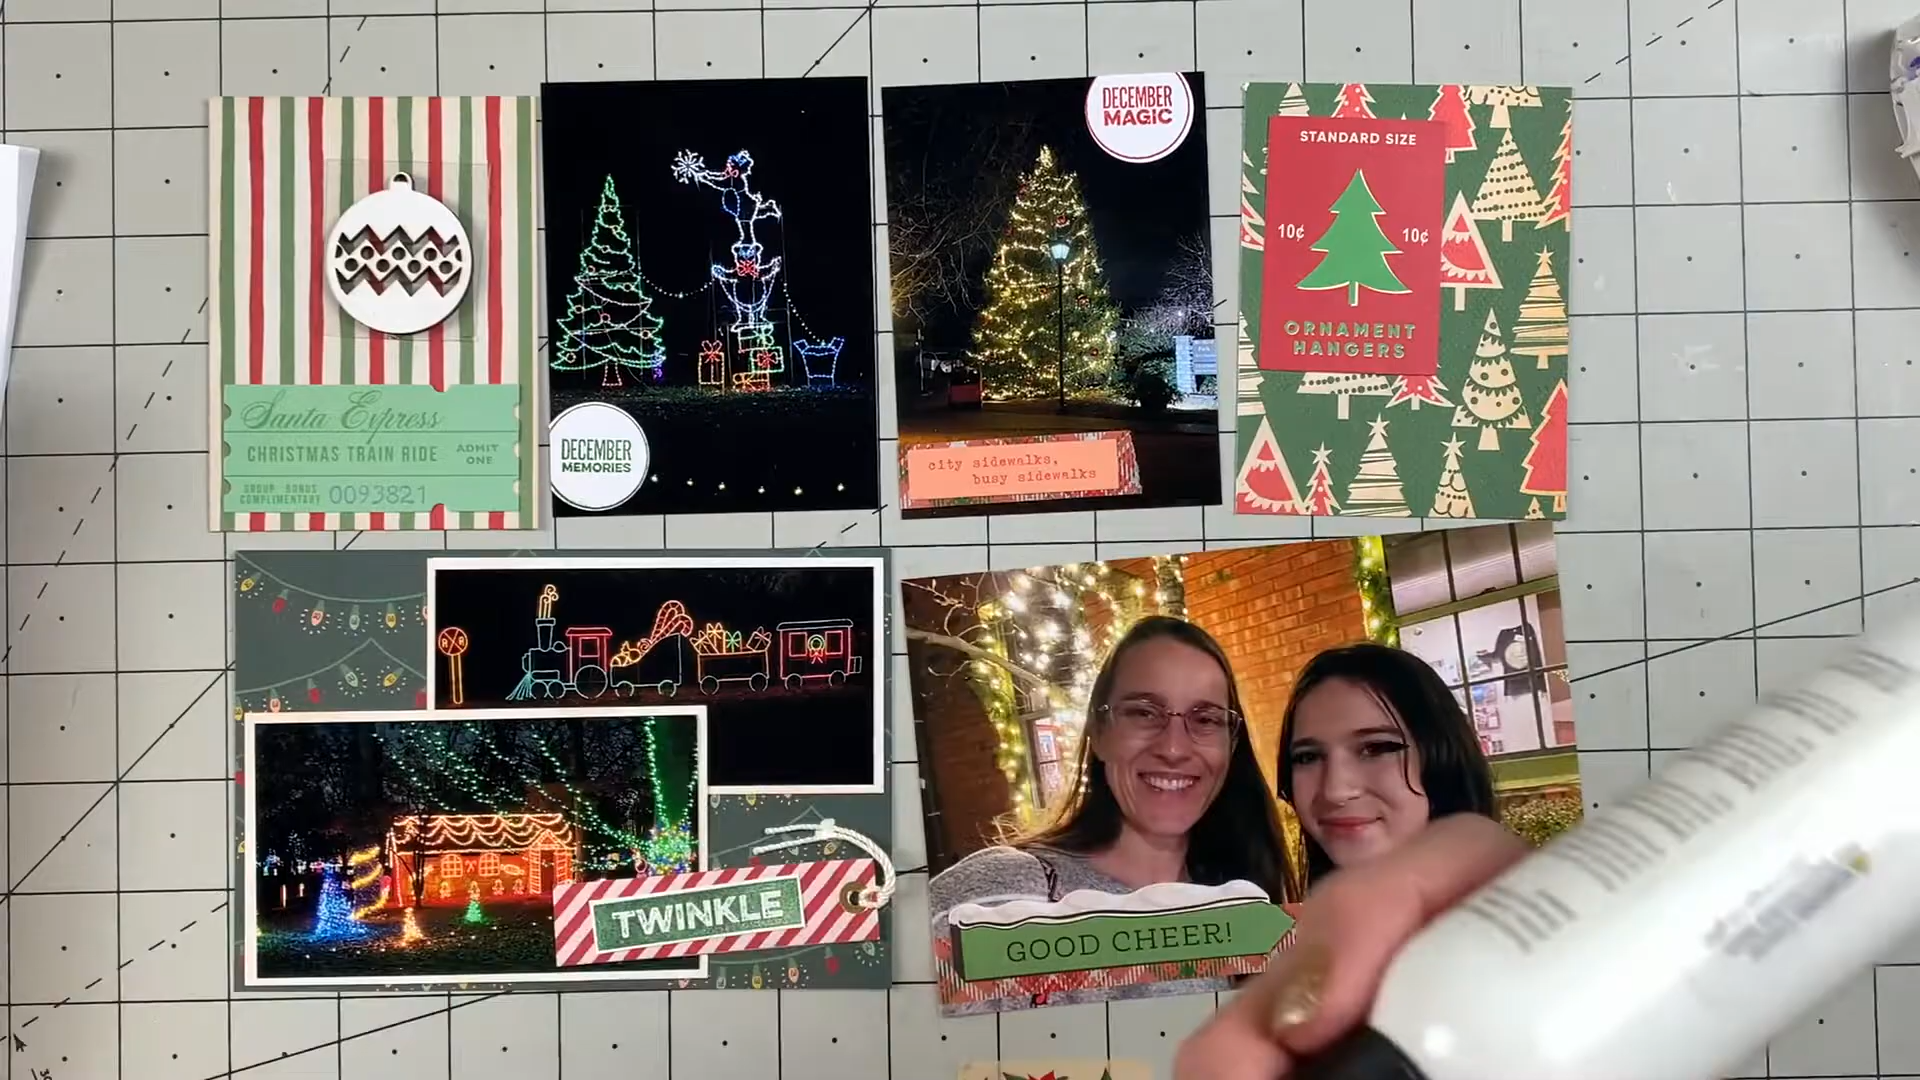 Santa Express
CHRISTMAS TRAIN RIDE
ADMIT
ONE
GROUP BONUS
COMPLIMENTARY
0093821
DECEMBER
MEMORIES
DECEMBER
MAGIC
city sidewalks,
busy sidewalks
STANDARD SIZE
10¢
10¢
ORNAMENT
HANGERS
R R
TWINKLE
GOOD CHEER!